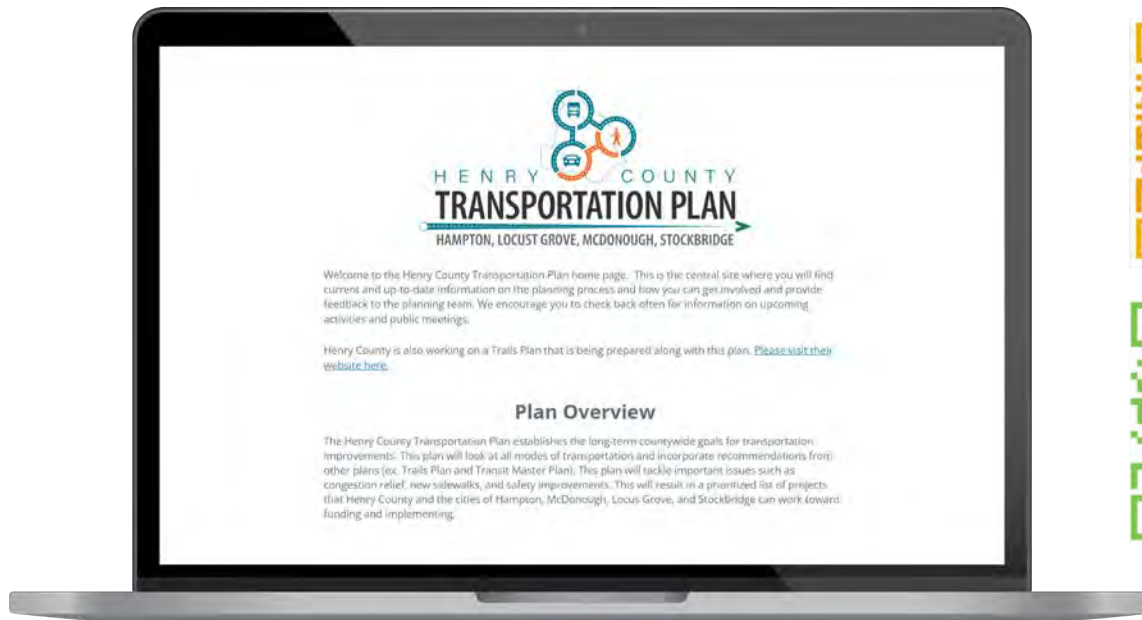 HENRY COUNTY
TRANSPORTATION PLAN
HAMPTON, LOCUST GROVE, MCDONOUGH, STOCKBRIDGE
Welcome to the Henry County Transportation Plan home page. This is the central site where you will find
current and up-to-date information on the planning process and how you can get involved and provide
feedback to the planning team. We encourage you to check back often for information on upcoming
activities and public meetings.
Henry County is also working on a Trails Plan that is being prepared along with this plan. Please visit their
website here.
Plan Overview
The Henry County Transportation Plan establishes the long-term countywide goals for transportation
improvements. This plan will look at all modes of transportation and incorporate recommendations from
other plans (ex. Trails Plan and Transit Master Plan). This plan will tackle important issues such as
congestion relief, new sidewalks, and safety improvements. This will result in a prioritized list of projects
that Henry County and the cities of Hampton, McDonough, Locus Grove, and Stockbridge can work toward
funding and implementing.